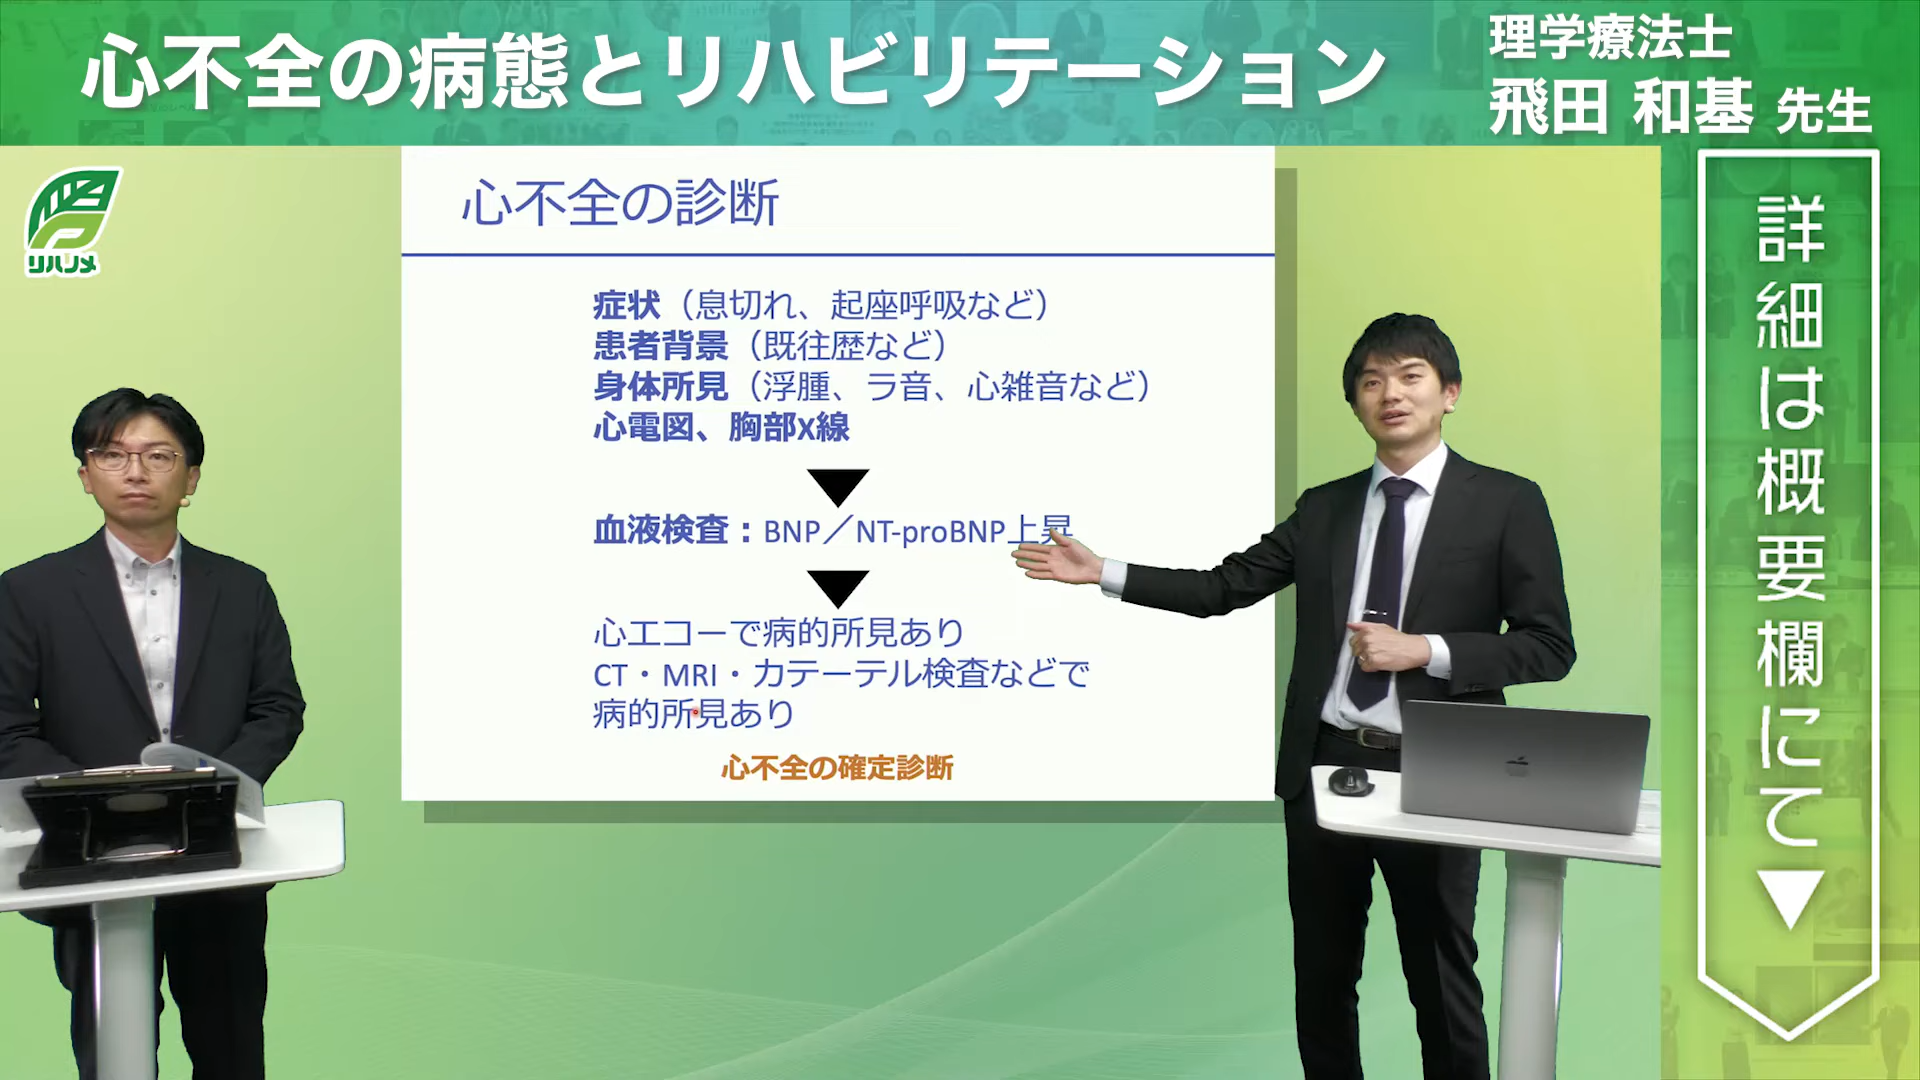 心不全の病態とリハビリテーション
理学療法士
飛田 和基 先生
リハノメ
心不全の診断
症状（息切れ、起座呼吸など）
患者背景（既往歴など）
身体所見（浮腫、ラ音、心雑音など）
心電図、胸部X線
血液検査：BNP／NT-proBNP上昇
心エコーで病的所見あり
CT・MRI・カテーテル検査などで
病的所見あり
心不全の確定診断
詳細は概要欄にて▼